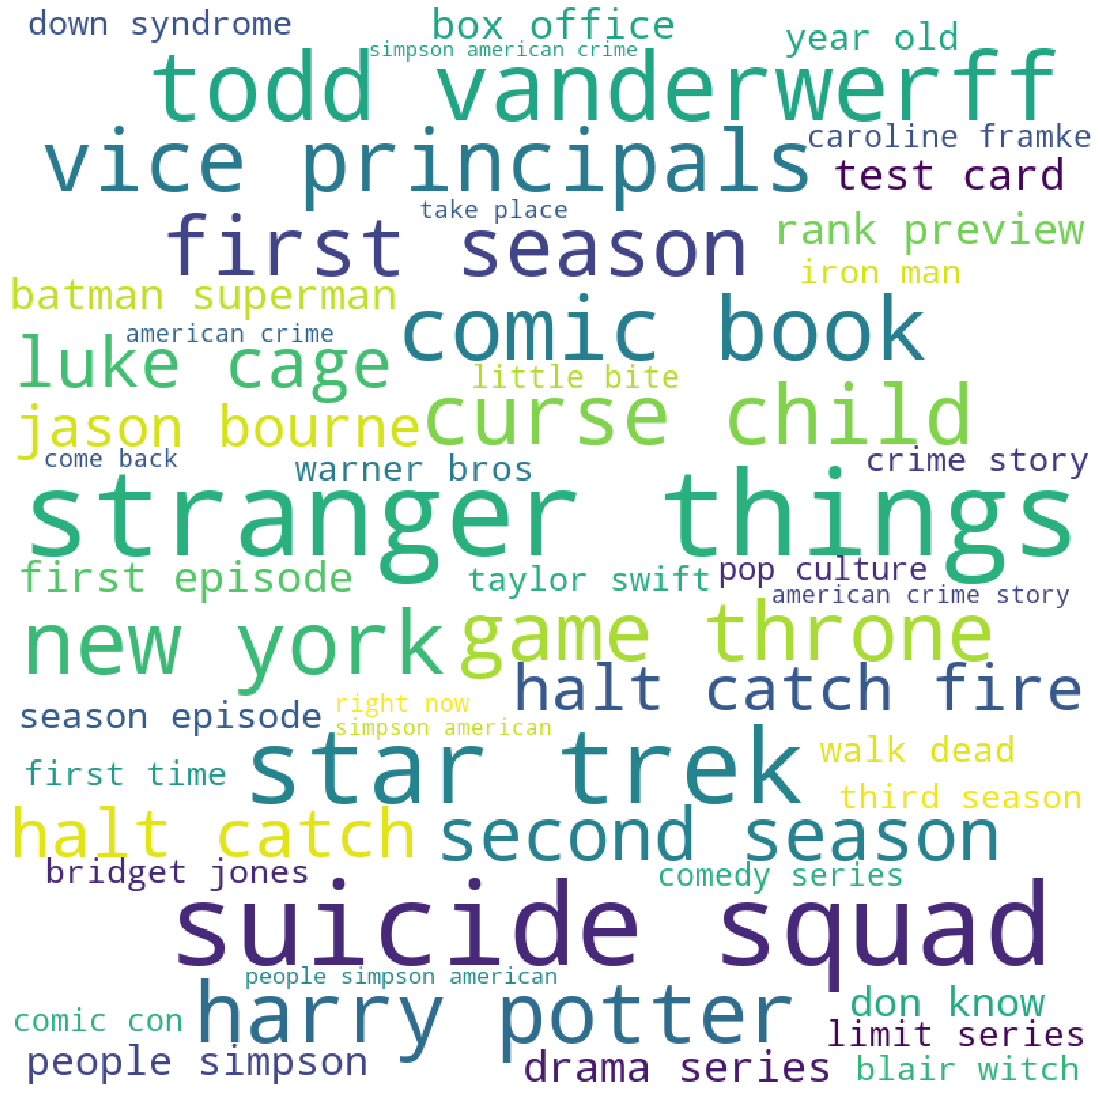 down syndrome
box office
year old
simpson american crime
todd vanderwerff
caroline framke
vice principals
test card
take place
first season
rank preview
iron man
batman superman
american crime
comic book
luke cage
little bite
curse child
jason bourne
come back
warner bros
crime story
stranger things
first episode
taylor swift
pop culture
american crime story
new york
game throne
halt catch fire
season episode
right now
simpson american
star trek
walk dead
first time
third season
halt catch
second season
bridget jones
comedy series
suicide squad
people simpson american
harry potter
don know
comic con
limit series
people simpson
drama series
blair witch